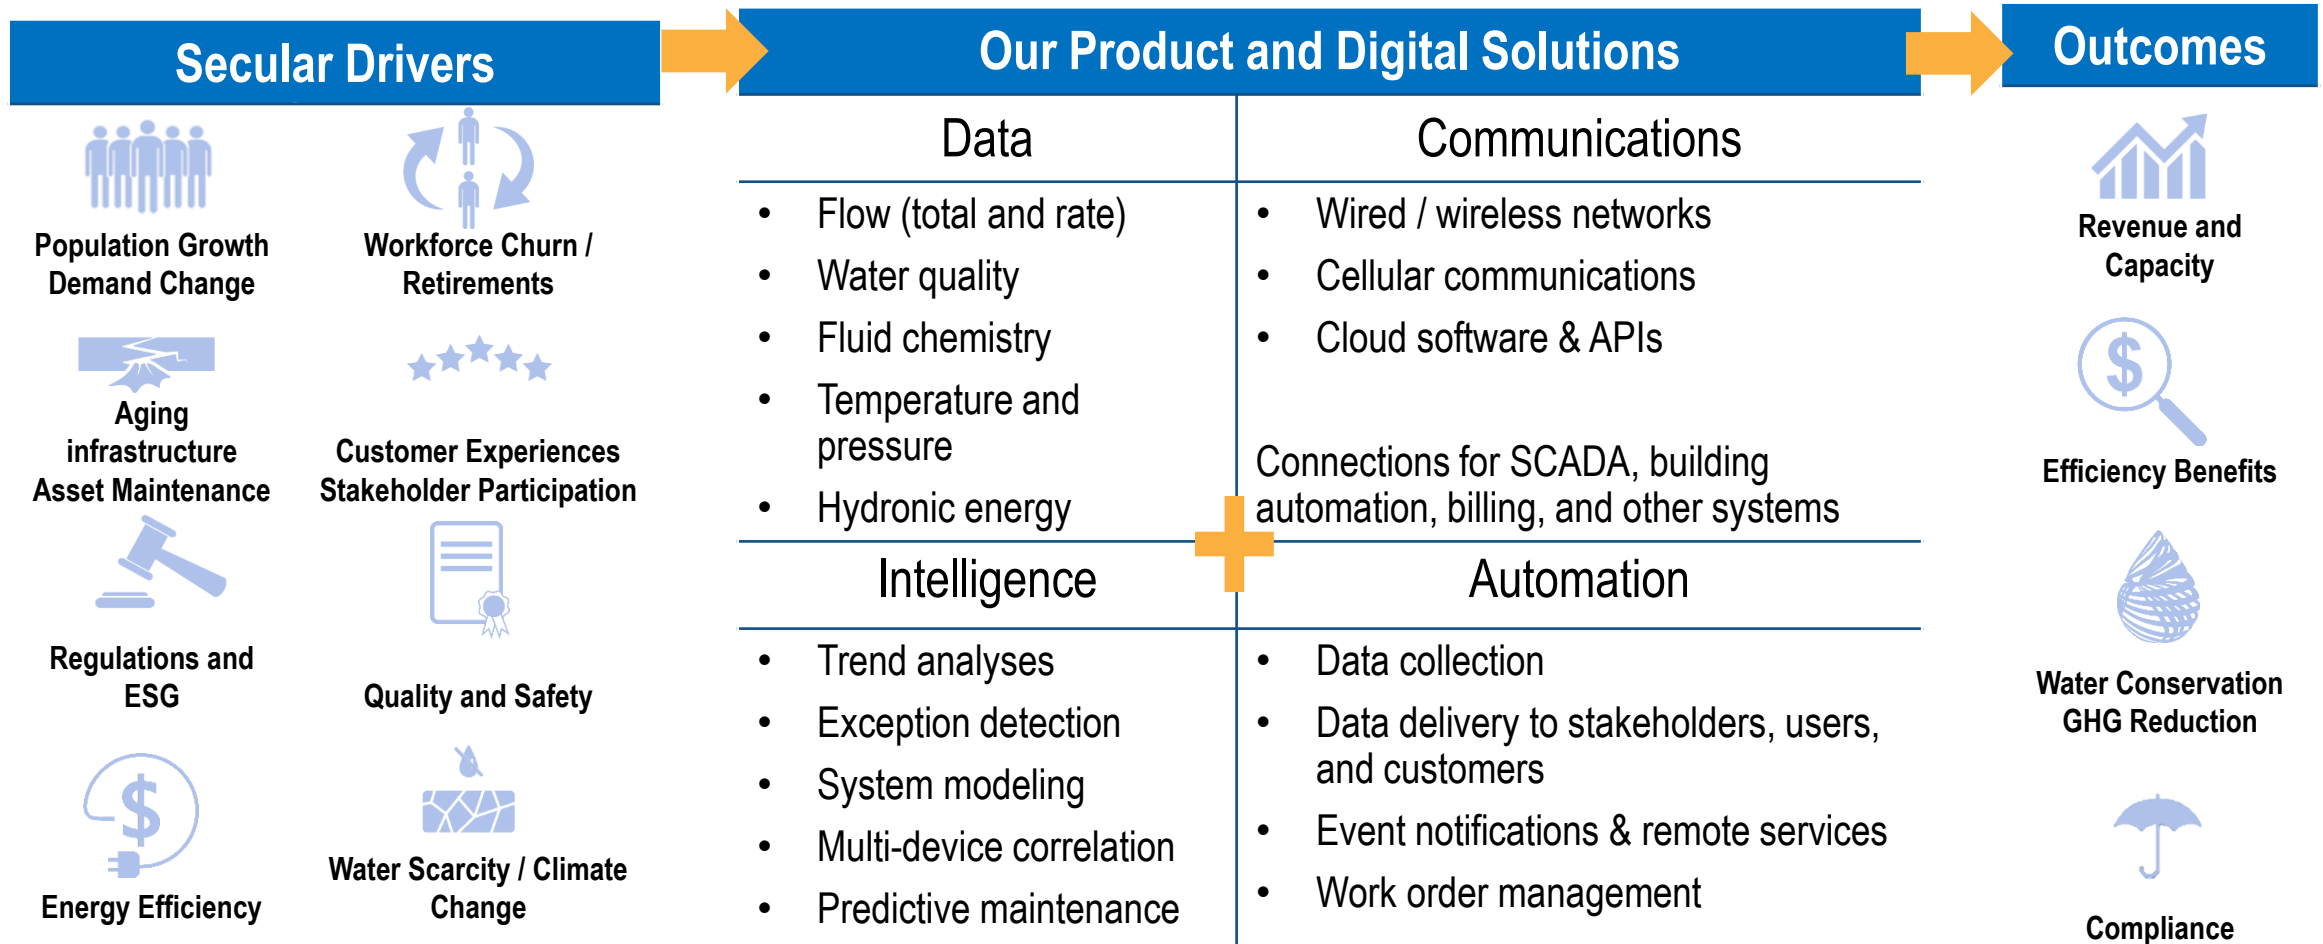 Secular Drivers
Population Growth
Demand Change
Workforce Churn /
Retirements
Aging
infrastructure
Asset Maintenance
Customer Experiences
Stakeholder Participation
Regulations and
ESG
Quality and Safety
$
Energy Efficiency
Water Scarcity / Climate
Change
Our Product and Digital Solutions
Data
• Flow (total and rate)
• Water quality
• Fluid chemistry
• Temperature and
pressure
• Hydronic energy
Communications
• Wired / wireless networks
• Cellular communications
• Cloud software & APIs
Connections for SCADA, building
automation, billing, and other systems
Intelligence
• Trend analyses
• Exception detection
• System modeling
• Multi-device correlation
• Predictive maintenance
Automation
• Data collection
• Data delivery to stakeholders, users,
and customers
• Event notifications & remote services
• Work order management
Outcomes
Revenue and
Capacity
$
Efficiency Benefits
Water Conservation
GHG Reduction
Compliance